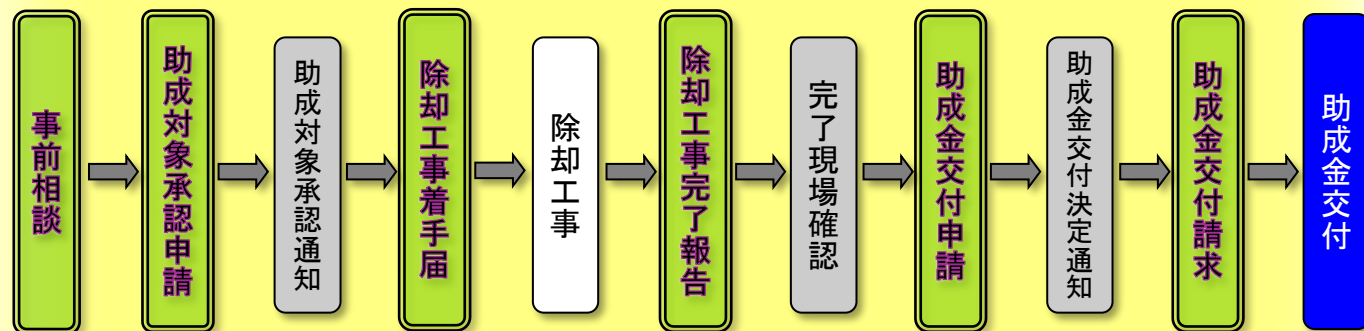 事前相談
助成対象承認申請
助成対象承認通知
除却工事着手届
除却工事
除却工事完了報告
完了現場確認
助成金交付申請
助成金交付決定通知
助成金交付請求
助成金交付